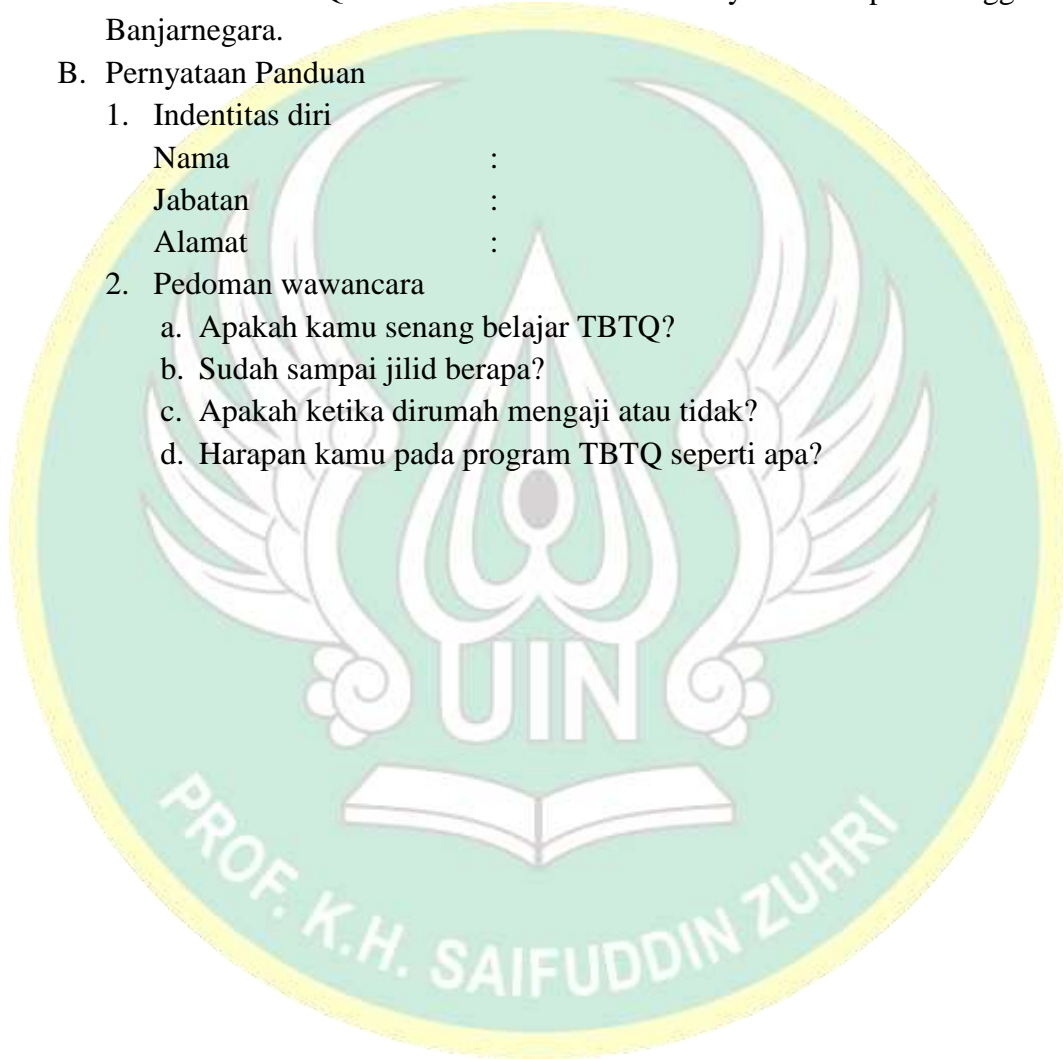 Banjarnegara.
B. Pernyataan Panduan
1. Indentitas diri
Nama :
Jabatan :
Alamat :
2. Pedoman wawancara
a. Apakah kamu senang belajar TBTQ?
b. Sudah sampai jilid berapa?
c. Apakah ketika dirumah mengaji atau tidak?
d. Harapan kamu pada program TBTQ seperti apa?
UIN
PROF. K.H. SAIFUDDIN ZUHRI